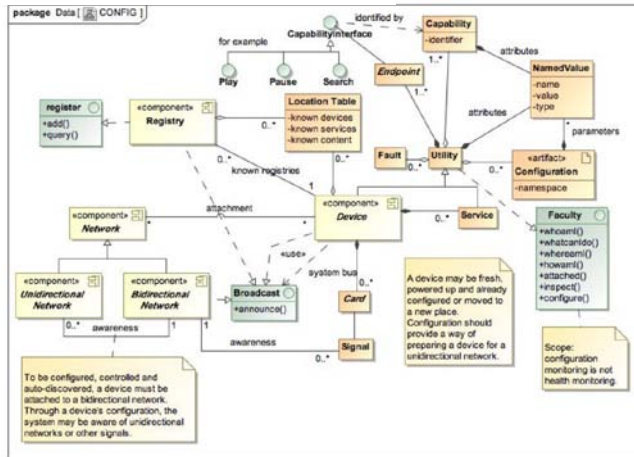 package Data [ CONFIG ]
identified by
CapabilityInterface
Capability
-identifier
1..*
for example
Play
Pause
Search
Endpoint
1..*
attributes
NamedValue
-name
-value
-type
attributes
parameters
*
register
+add()
+query()
«component»
Registry
0..*
Location Table
-known devices
-known services
-known content
0..*
Fault
0..*
Utility
0..*
«artifact»
Configuration
-namespace
0..*
known registries
1
«component»
Network
attachment
*
*
«component»
Device
0..*
Service
Faculty
+whoamI()
+whatcanIdo()
+whereamI()
+howamI()
+attached()
+inspect()
+configure()
«use»
system bus
0..*
«component»
Unidirectional
Network
«component»
Bidirectional
Network
Broadcast
+announce()
Card
awareness
0..*
1
1
awareness
0..*
Signal
A device may be fresh,
powered up and already
configured or moved to
a new place.
Configuration should
provide a way of
preparing a device for a
unidirectional network.
Scope:
configuration
monitoring is not
health monitoring.
To be configured, controlled and
auto-discovered, a device must be
attached to a bidirectional network.
Through a device's configuration, the
system may be aware of unidirectional
networks or other signals.